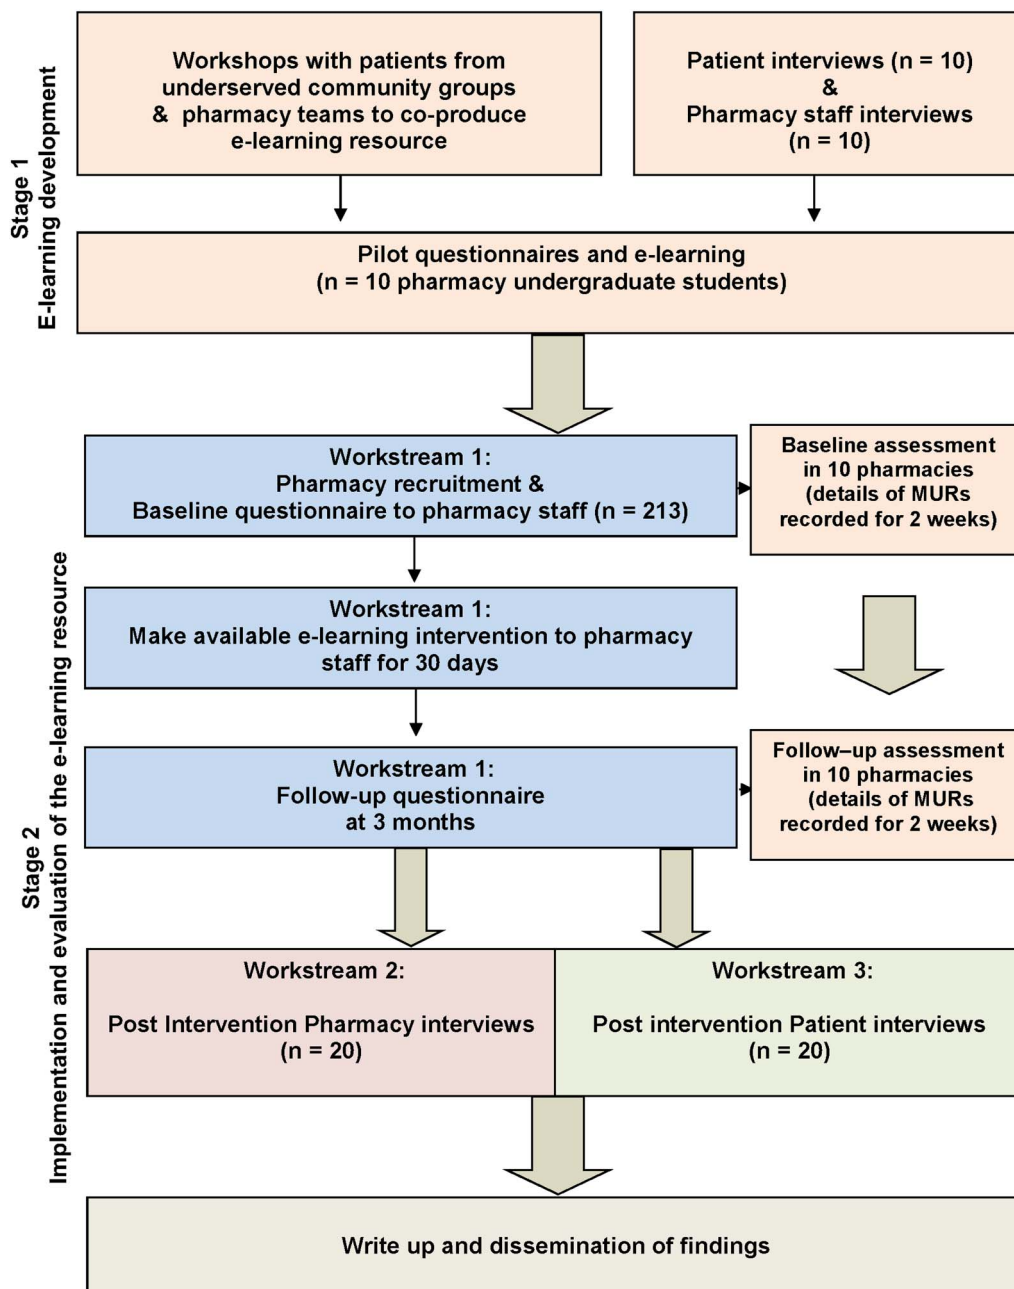 Stage 1
E-learning development
Workshops with patients from
underserved community groups
& pharmacy teams to co-produce
e-learning resource
Patient interviews (n = 10)
&
Pharmacy staff interviews
(n = 10)
Pilot questionnaires and e-learning
(n = 10 pharmacy undergraduate students)
Stage 2
Implementation and evaluation of the e-learning resource
Workstream 1:
Pharmacy recruitment &
Baseline questionnaire to pharmacy staff (n = 213)
Baseline assessment
in 10 pharmacies
(details of MURs
recorded for 2 weeks)
Workstream 1:
Make available e-learning intervention to pharmacy
staff for 30 days
Workstream 1:
Follow-up questionnaire
at 3 months
Follow–up assessment
in 10 pharmacies
(details of MURs
recorded for 2 weeks)
Workstream 2:
Post Intervention Pharmacy interviews
(n = 20)
Workstream 3:
Post intervention Patient interviews
(n = 20)
Write up and dissemination of findings